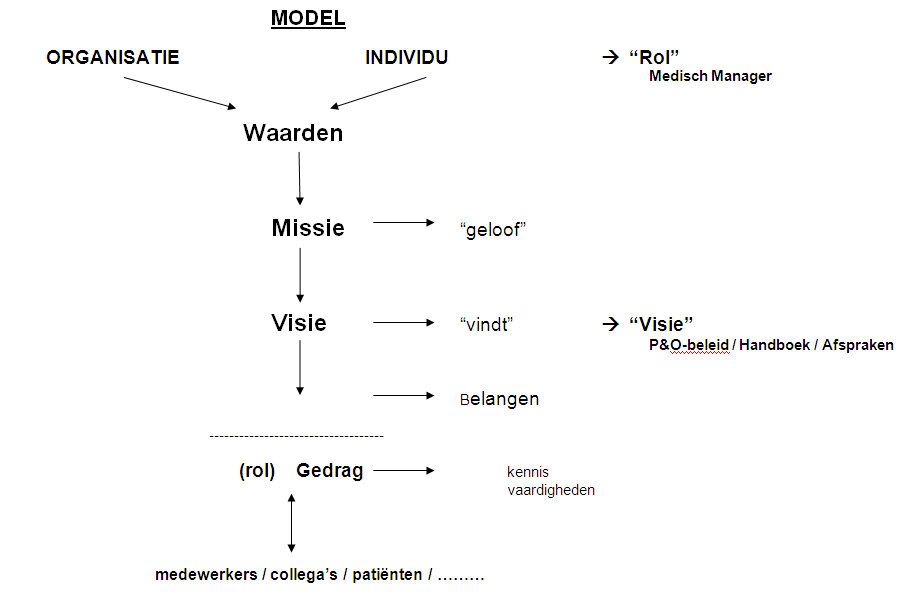 MODEL
ORGANISATIE INDIVIDU → “Rol”
Medisch Manager
Waarden
Missie “geloof”
Visie “vindt” → “Visie”
P&O-beleid / Handboek / Afspraken
Belangen
-----------------------------------
(rol) Gedrag kennis
vaardigheden
medewerkers / collega’s / patiënten / ………